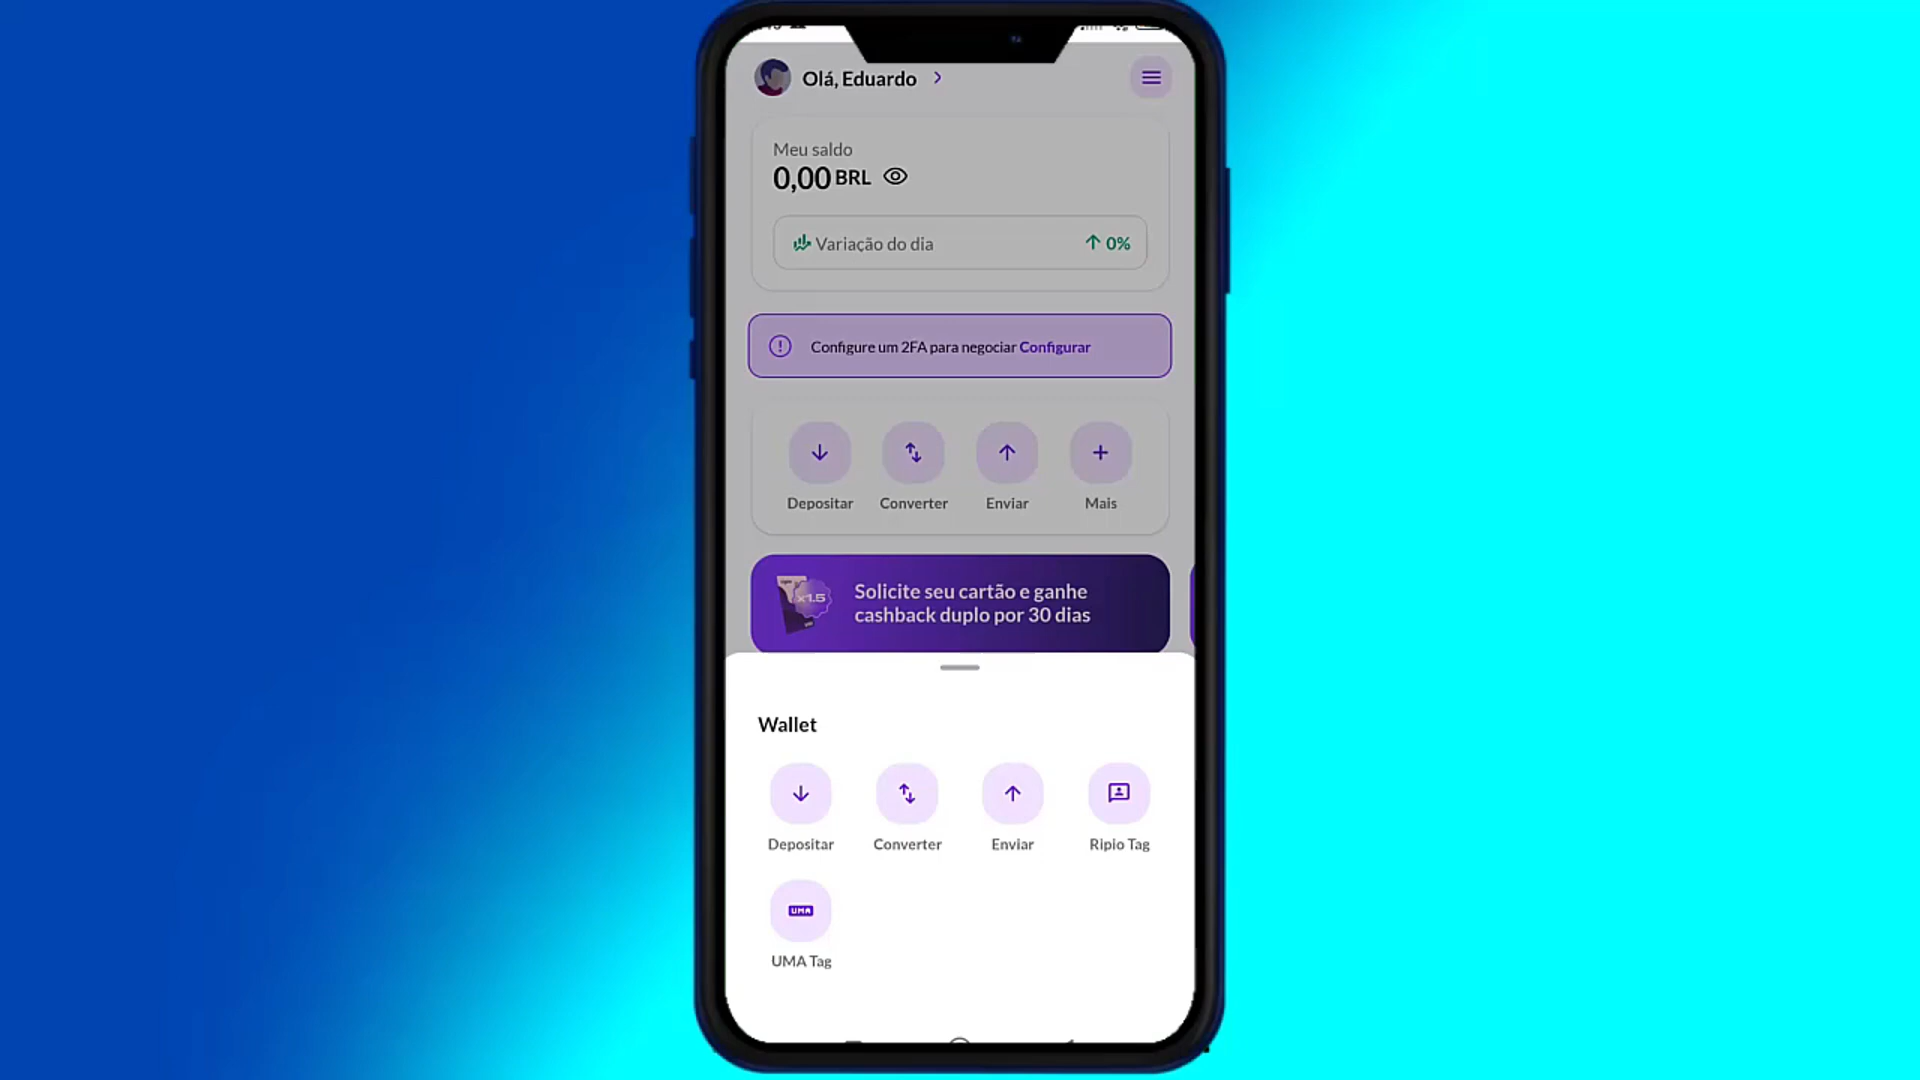 Olá, Eduardo
Meu saldo
0,00 BRL
Variação do dia
0%
Configure um 2FA para negociar Configurar
Depositar
Converter
Enviar
Mais
x1.5
Solicite seu cartão e ganhe
cashback duplo por 30 dias
Wallet
Depositar
Converter
Enviar
Ripio Tag
UMA
UMA Tag